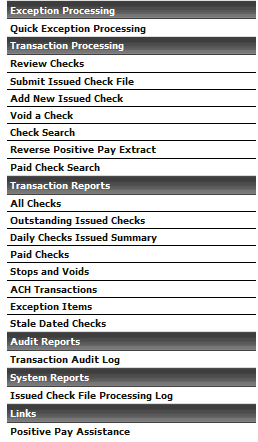 Exception Processing
Quick Exception Processing
Transaction Processing
Review Checks
Submit Issued Check File
Add New Issued Check
Void a Check
Check Search
Reverse Positive Pay Extract
Paid Check Search
Transaction Reports
All Checks
Outstanding Issued Checks
Daily Checks Issued Summary
Paid Checks
Stops and Voids
ACH Transactions
Exception Items
Stale Dated Checks
Audit Reports
Transaction Audit Log
System Reports
Issued Check File Processing Log
Links
Positive Pay Assistance